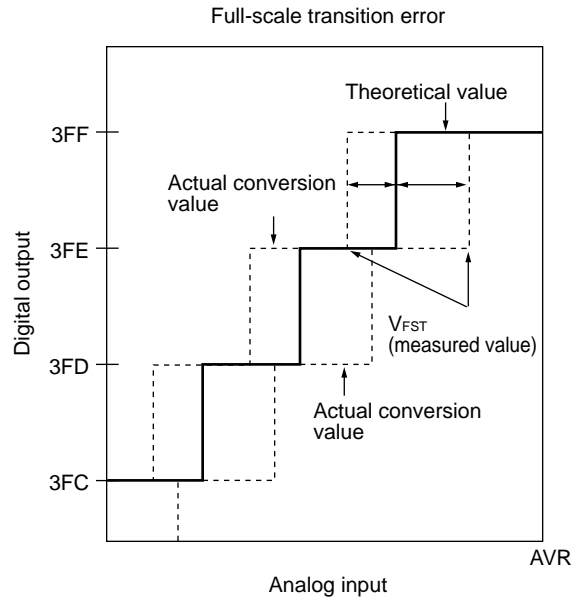 Full-scale transition error
Theoretical value
3FF
Actual conversion
value
3FE
Digital output
VFST
(measured value)
3FD
Actual conversion
value
3FC
AVR
Analog input